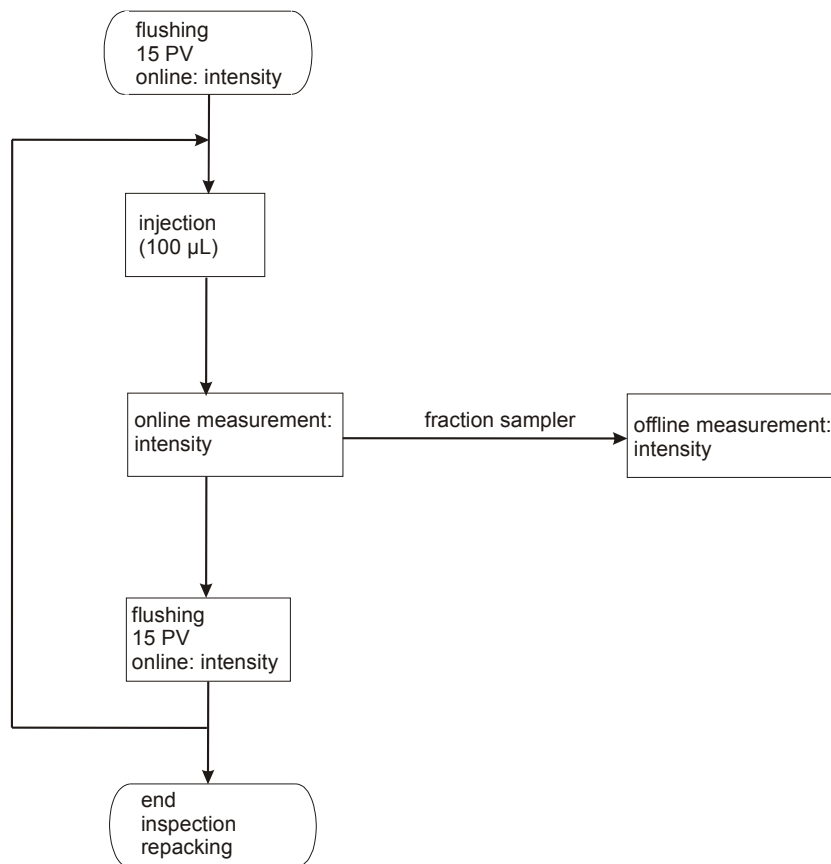 flushing
15 PV
online: intensity
injection
(100 µL)
online measurement:
intensity
fraction sampler
offline measurement:
intensity
flushing
15 PV
online: intensity
end
inspection
repacking